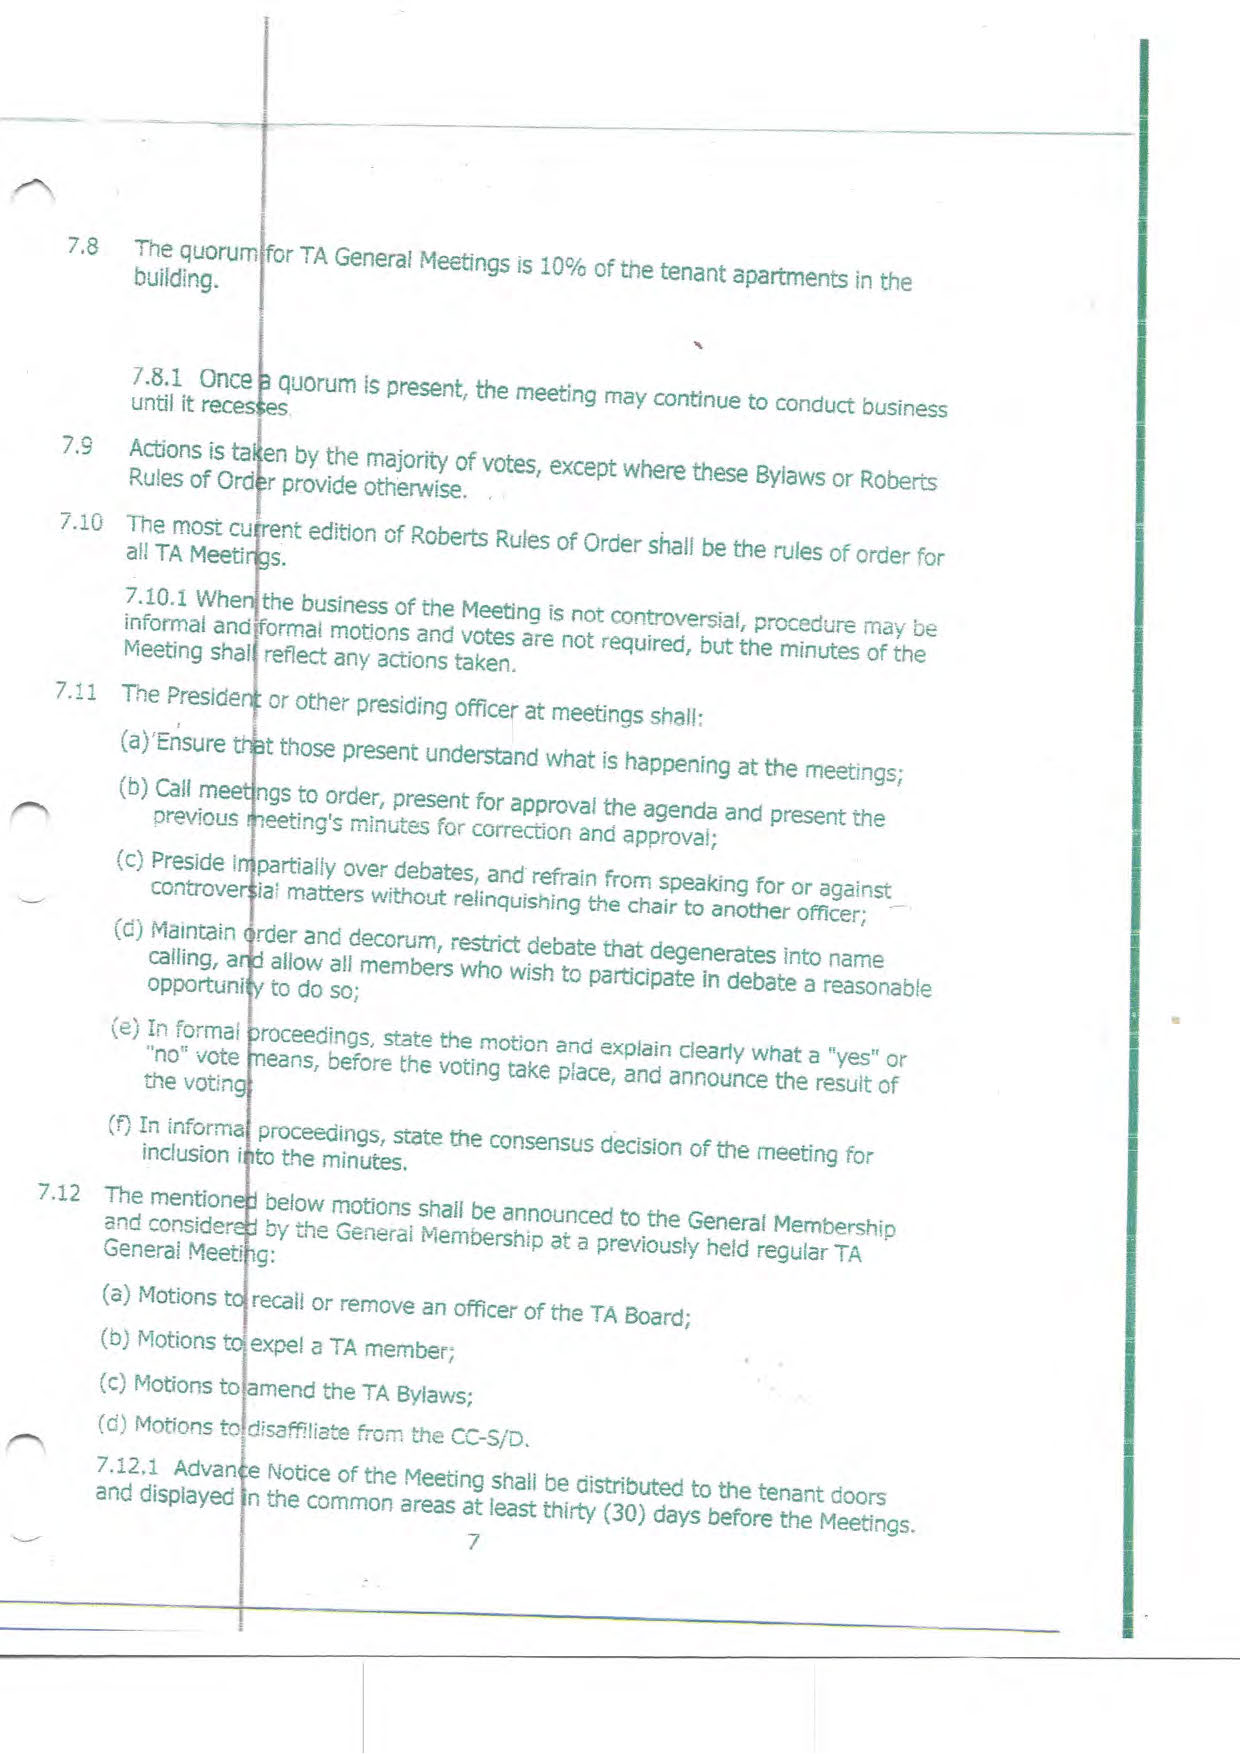 7.8 The quorum for TA General Meetings is 10% of the tenant apartments in the
building.
7.8.1 Once a quorum is present, the meeting may continue to conduct business
until it recesses.
7.9 Actions is taken by the majority of votes, except where these Bylaws or Roberts
Rules of Order provide otherwise.
7.10 The most current edition of Roberts Rules of Order shall be the rules of order for
all TA Meetings.
7.10.1 When the business of the Meeting is not controversial, procedure may be
informal and formal motions and votes are not required, but the minutes of the
Meeting shall reflect any actions taken.
7.11 The President or other presiding officer at meetings shall:
(a) Ensure that those present understand what is happening at the meetings;
(b) Call meetings to order, present for approval the agenda and present the
previous meeting's minutes for correction and approval;
(c) Preside impartially over debates, and refrain from speaking for or against
controversial matters without relinquishing the chair to another officer;
(d) Maintain order and decorum, restrict debate that degenerates into name
calling, and allow all members who wish to participate in debate a reasonable
opportunity to do so;
(e) In formal proceedings, state the motion and explain clearly what a "yes" or
"no" vote means, before the voting take place, and announce the result of
the voting;
(f) In informal proceedings, state the consensus decision of the meeting for
inclusion into the minutes.
7.12 The mentioned below motions shall be announced to the General Membership
and considered by the General Membership at a previously held regular TA
General Meeting:
(a) Motions to recall or remove an officer of the TA Board;
(b) Motions to expel a TA member;
(c) Motions to amend the TA Bylaws;
(d) Motions to disaffiliate from the CC-S/D.
7.12.1 Advance Notice of the Meeting shall be distributed to the tenant doors
and displayed in the common areas at least thirty (30) days before the Meetings.
7